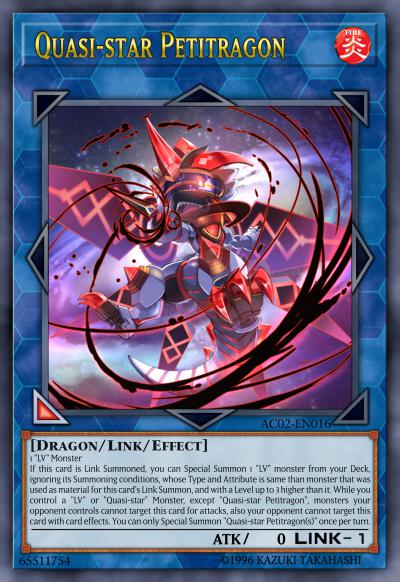 QUASI-STAR PETITRAGON
FIRE
炎
AC02-EN016
[DRAGON/LINK/EFFECT]
1 "LV" Monster
If this card is Link Summoned, you can Special Summon 1 "LV" monster from your Deck,
ignoring its Summoning conditions, whose Type and Attribute is same than monster that was
used as material for this card's Link Summon, and with a Level up to 3 higher than it. While you
control a "LV" or "Quasi-star" Monster, except "Quasi-star Petitragon", monsters your
opponent controls cannot target this card for attacks, also your opponent cannot target this
card with card effects. You can only Special Summon "Quasi-star Petitragon(s)" once per turn.
ATK/ 0 LINK-1
65511754 ©1996 KAZUKI TAKAHASHI